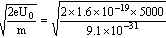 √(2eU₀/m) = √((2×1.6×10⁻¹⁹×5000)/(9.1×10⁻³¹))